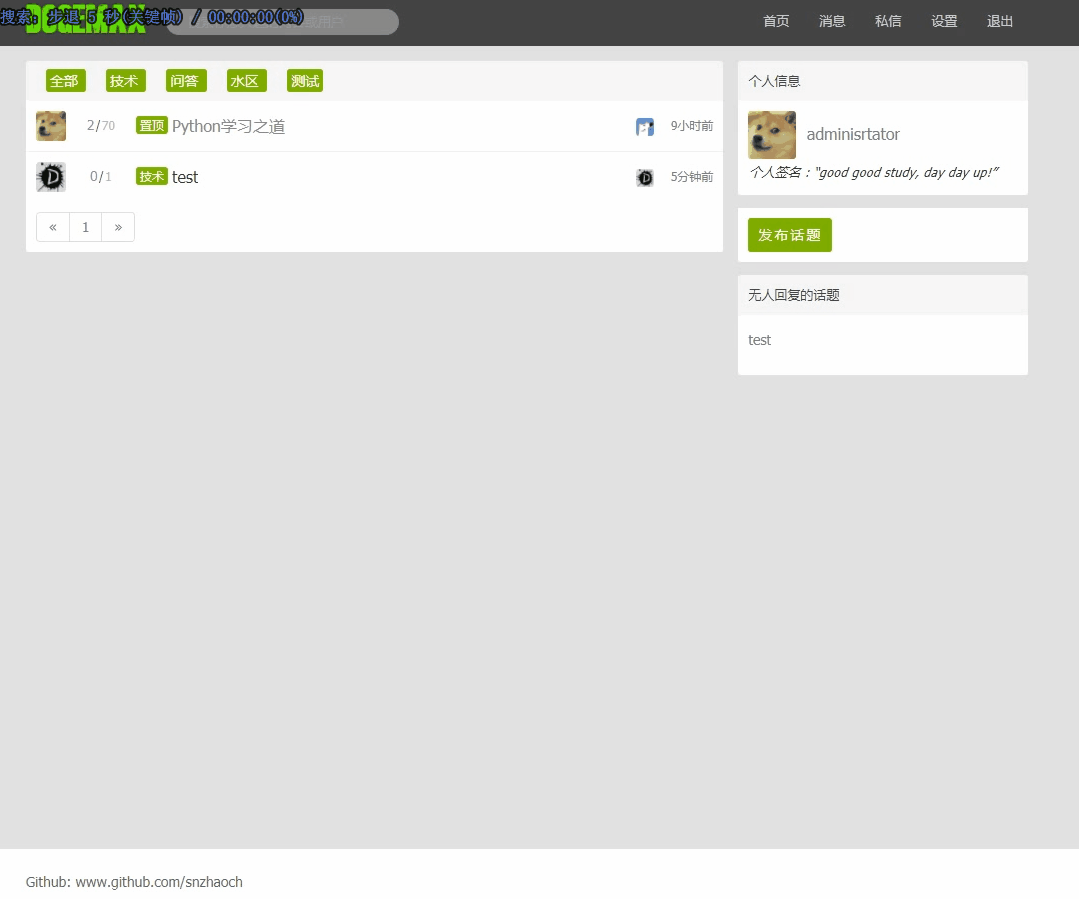 搜索: 步退 5 秒(关键帧) / 00:00:00(0%)
DOGEMAX
首页 消息 私信 设置 退出
全部 技术 问答 水区 测试
2/70 置顶 Python学习之道 9小时前
0/1 技术 test 5分钟前
« 1 »
个人信息
adminisrtator
个人签名："good good study, day day up!"
发布话题
无人回复的话题
test
Github: www.github.com/snzhaoch